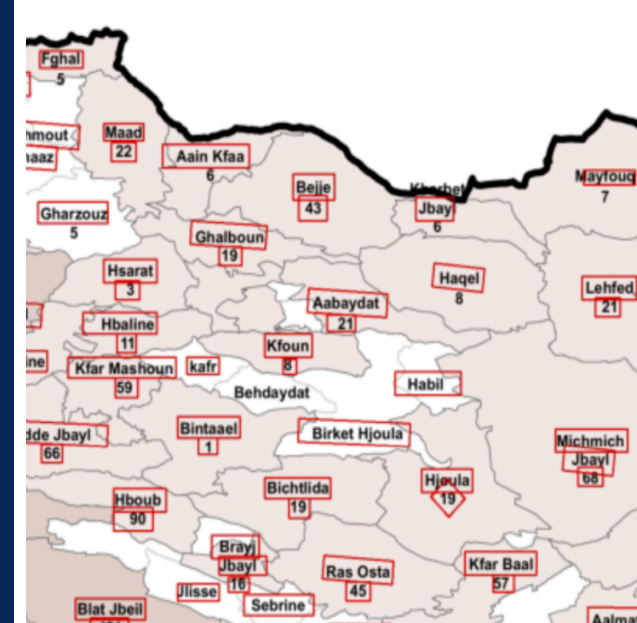 Fghal
5
Maad
22
Aain Kfaa
6
Bejje
43
Jbayl
6
Mayfouq
7
Gharzouz
5
Ghalboun
19
Hsarat
3
Haqel
8
Lehfed
21
Aabaydat
21
Hbaline
11
Kfoun
8
Kfar Mashoun
59
kafr
Behdaydat
Habil
dde Jbayl
66
Bintaael
1
Birket Hjoula
Michmich
Jbayl
68
Hboub
90
Bichtlida
19
Hjoula
19
Brayj
Jbayl
16
Ras Osta
45
Kfar Baal
57
Jlisse
Sebrine
Blat Jbeil